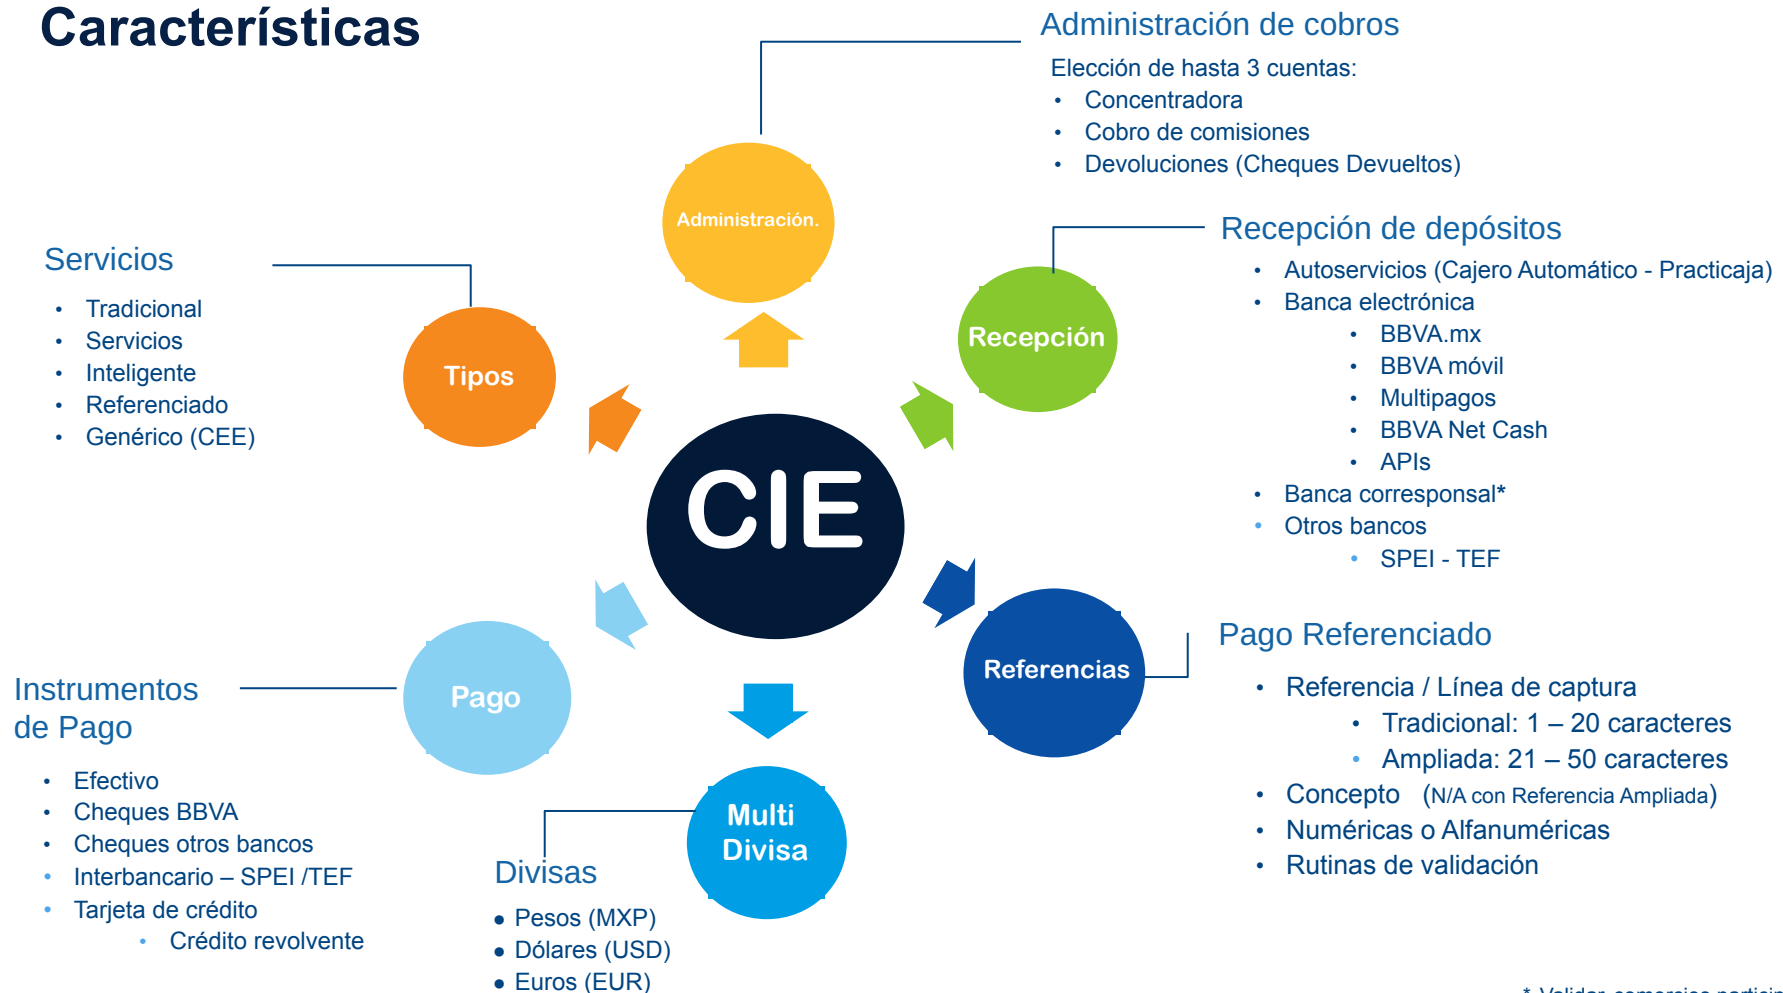 Características
Administración de cobros
Elección de hasta 3 cuentas:
• Concentradora
• Cobro de comisiones
• Devoluciones (Cheques Devueltos)
Administración.
Recepción de depósitos
• Autoservicios (Cajero Automático - Practicaja)
• Banca electrónica
• BBVA.mx
• BBVA móvil
• Multipagos
• BBVA Net Cash
• APIs
• Banca corresponsal*
• Otros bancos
• SPEI - TEF
Recepción
Servicios
• Tradicional
• Servicios
• Inteligente
• Referenciado
• Genérico (CEE)
Tipos
CIE
Pago Referenciado
• Referencia / Línea de captura
• Tradicional: 1 – 20 caracteres
• Ampliada: 21 – 50 caracteres
• Concepto (N/A con Referencia Ampliada)
• Numéricas o Alfanuméricas
• Rutinas de validación
Referencias
Instrumentos
de Pago
• Efectivo
• Cheques BBVA
• Cheques otros bancos
• Interbancario – SPEI /TEF
• Tarjeta de crédito
• Crédito revolvente
Pago
Multi
Divisa
Divisas
• Pesos (MXP)
• Dólares (USD)
• Euros (EUR)
* Validar comercios